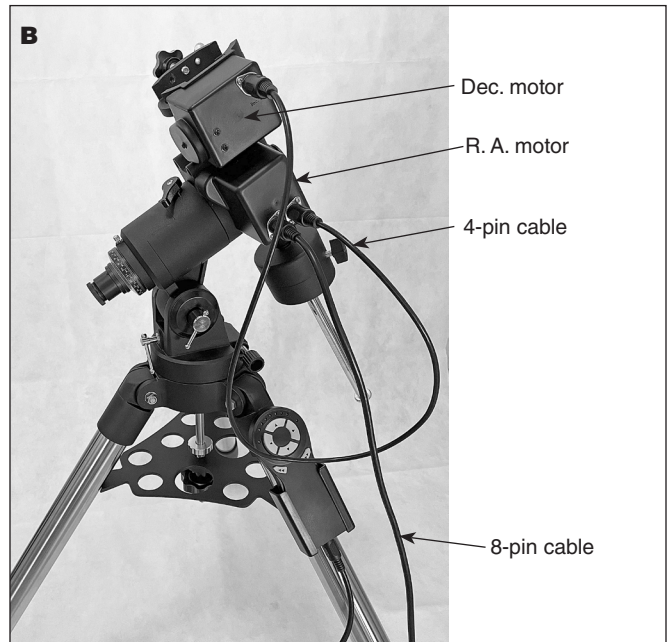 B
Dec. motor
R. A. motor
4-pin cable
8-pin cable